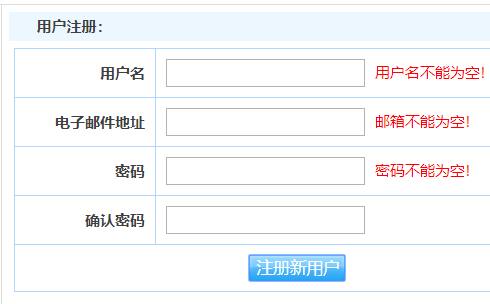 用户注册：
用户名 用户名不能为空!
电子邮件地址 邮箱不能为空!
密码 密码不能为空!
确认密码
注册新用户